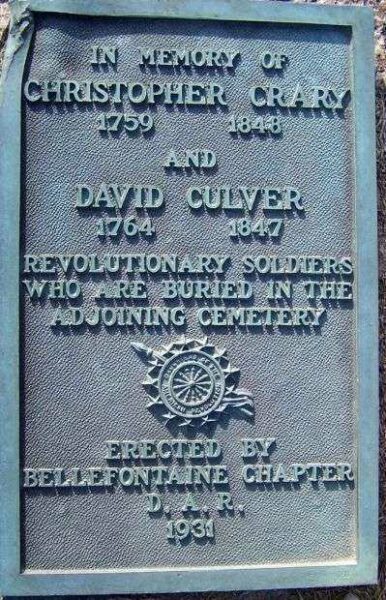 IN MEMORY OF
CHRISTOPHER CRARY
1759 1848
AND
DAVID CULVER
1764 1847
REVOLUTIONARY SOLDIERS
WHO ARE BURIED IN THE
ADJOINING CEMETERY
ERECTED BY
BELLEFONTAINE CHAPTER
D. A. R.
1931